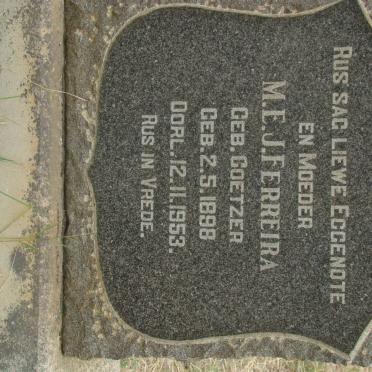 RUS SAG LIEWE EGGENOTE
EN MOEDER
M.E.J. FERREIRA
GEB. COETZER
GEB. 2.5.1898
OORL. 12.11.1953.
RUS IN VREDE.